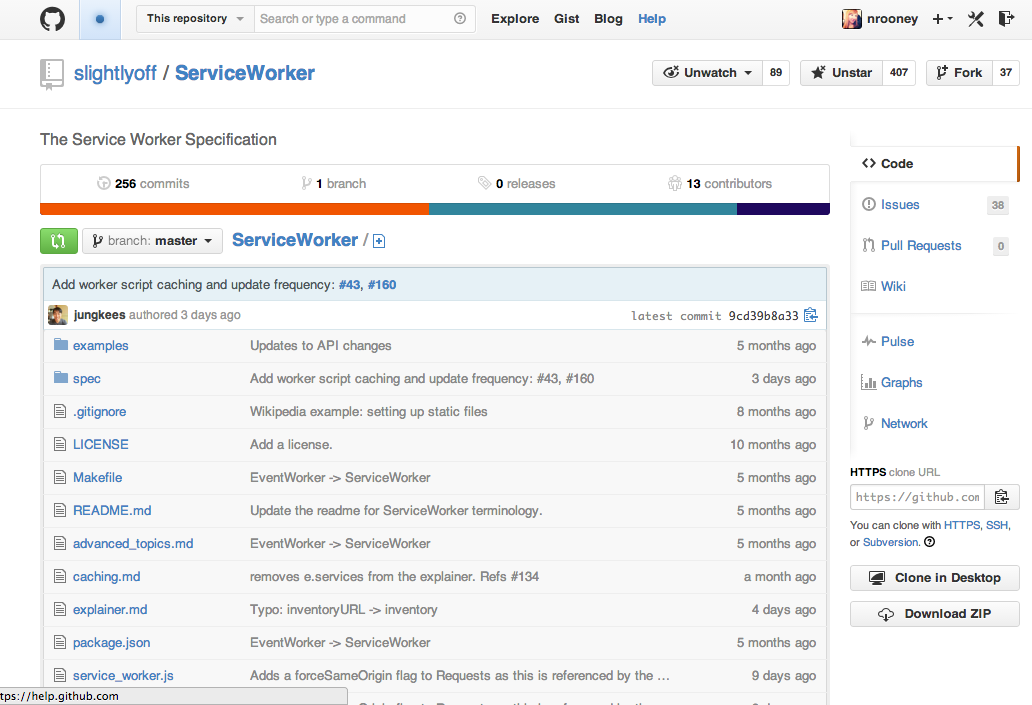 This repository Search or type a command Explore Gist Blog Help nrooney
slightlyoff / ServiceWorker Unwatch 89 Unstar 407 Fork 37
The Service Worker Specification
256 commits 1 branch 0 releases 13 contributors
branch: master ServiceWorker /
Add worker script caching and update frequency: #43, #160
jungkees authored 3 days ago latest commit 9cd39b8a33
examples Updates to API changes 5 months ago
spec Add worker script caching and update frequency: #43, #160 3 days ago
.gitignore Wikipedia example: setting up static files 8 months ago
LICENSE Add a license. 10 months ago
Makefile EventWorker -> ServiceWorker 5 months ago
README.md Update the readme for ServiceWorker terminology. 5 months ago
advanced_topics.md EventWorker -> ServiceWorker 5 months ago
caching.md removes e.services from the explainer. Refs #134 a month ago
explainer.md Typo: inventoryURL -> inventory 4 days ago
package.json EventWorker -> ServiceWorker 5 months ago
service_worker.js Adds a forceSameOrigin flag to Requests as this is referenced by the … 9 days ago
tps://help.github.com
Code
Issues 38
Pull Requests 0
Wiki
Pulse
Graphs
Network
HTTPS clone URL
https://github.com
You can clone with HTTPS, SSH,
or Subversion.
Clone in Desktop
Download ZIP